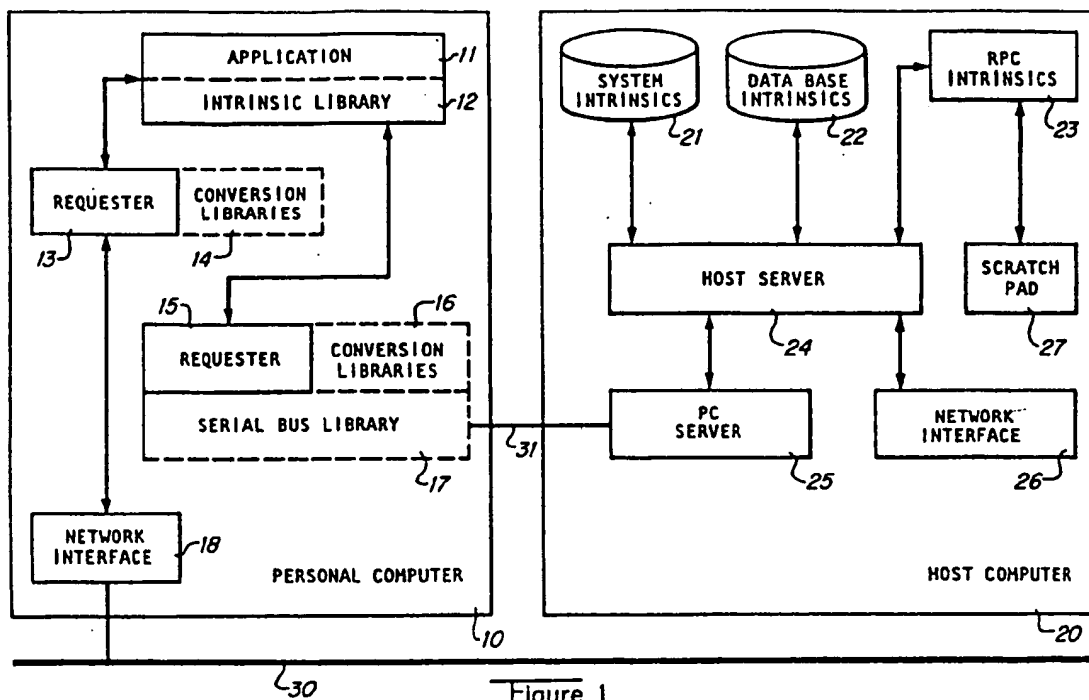 APPLICATION
11
INTRINSIC LIBRARY
12
REQUESTER
13
CONVERSION
LIBRARIES
14
15
16
REQUESTER
CONVERSION
LIBRARIES
SERIAL BUS LIBRARY
17
NETWORK
INTERFACE
18
PERSONAL COMPUTER
10
31
SYSTEM
INTRINSICS
21
DATA BASE
INTRINSICS
22
RPC
INTRINSICS
23
HOST SERVER
24
SCRATCH
PAD
27
PC
SERVER
25
NETWORK
INTERFACE
26
HOST COMPUTER
20
30
Figure 1